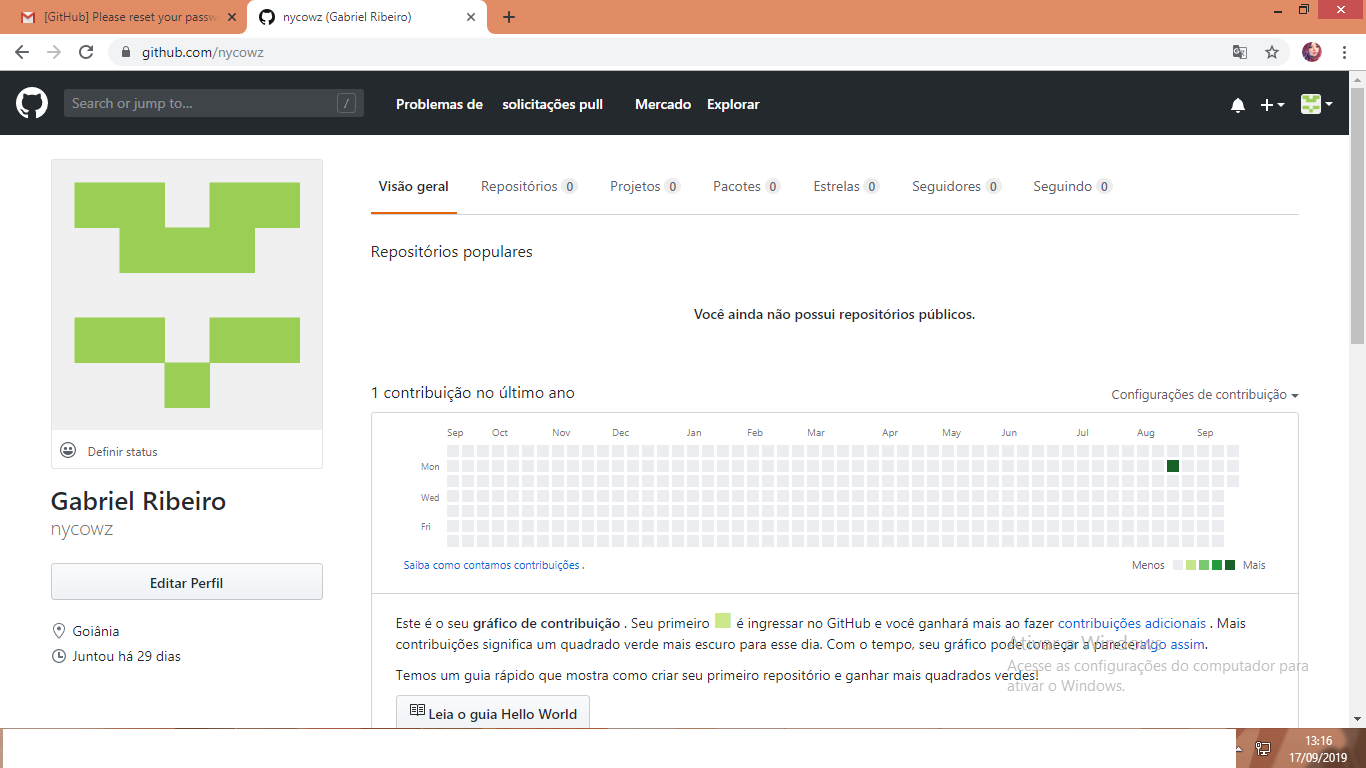 [GitHub] Please reset your passw
nycowz (Gabriel Ribeiro)
github.com/nycowz
Search or jump to...
/
Problemas de
solicitações pull
Mercado
Explorar
Visão geral
Repositórios 0
Projetos 0
Pacotes 0
Estrelas 0
Seguidores 0
Seguindo 0
Repositórios populares
Você ainda não possui repositórios públicos.
Definir status
Gabriel Ribeiro
nycowz
Editar Perfil
Goiânia
Juntou há 29 dias
1 contribuição no último ano
Configurações de contribuição
Sep Oct Nov Dec Jan Feb Mar Apr May Jun Jul Aug Sep
Mon
Wed
Fri
Saiba como contamos contribuições .
Menos Mais
Este é o seu gráfico de contribuição . Seu primeiro é ingressar no GitHub e você ganhará mais ao fazer contribuições adicionais . Mais
contribuições significa um quadrado verde mais escuro para esse dia. Com o tempo, seu gráfico pode começar a parecer algo assim.
Temos um guia rápido que mostra como criar seu primeiro repositório e ganhar mais quadrados verdes!
Leia o guia Hello World
Ativar o Windows
Acesse as configurações do computador para
ativar o Windows.
13:16
17/09/2019